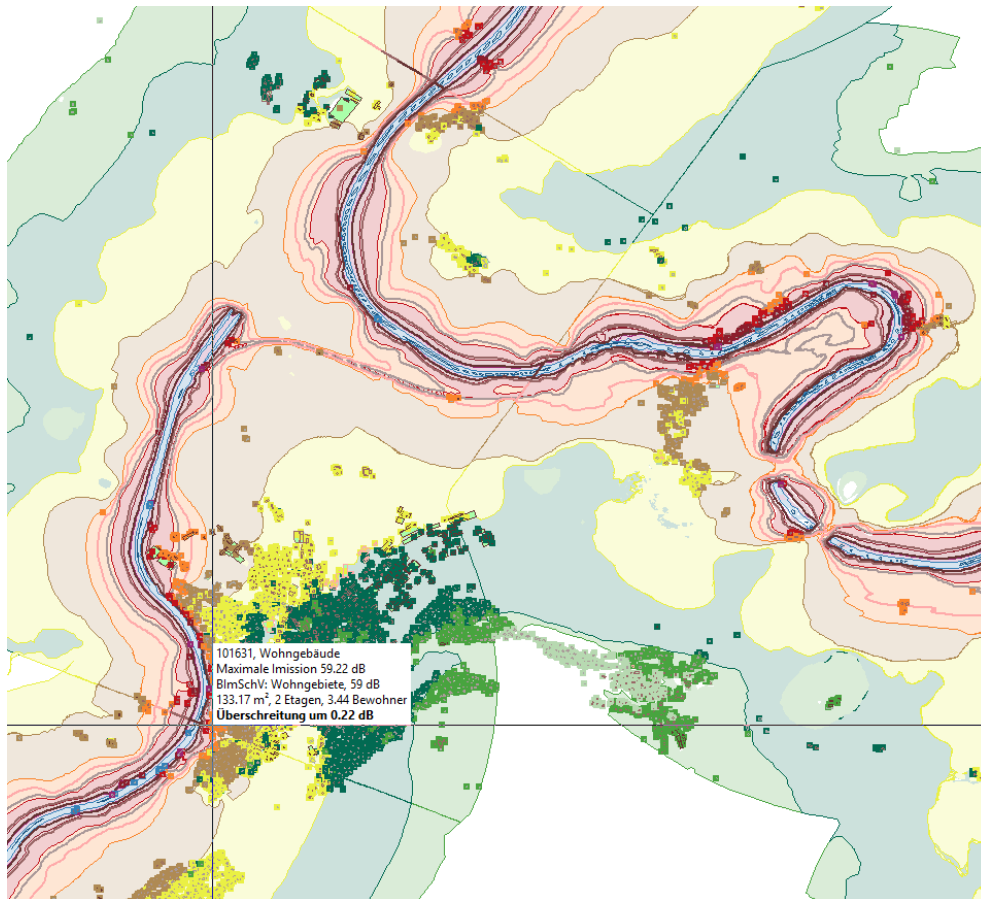 101631, Wohngebäude
Maximale Imission 59.22 dB
BImSchV: Wohngebiete, 59 dB
133.17 m², 2 Etagen, 3.44 Bewohner
Überschreitung um 0.22 dB